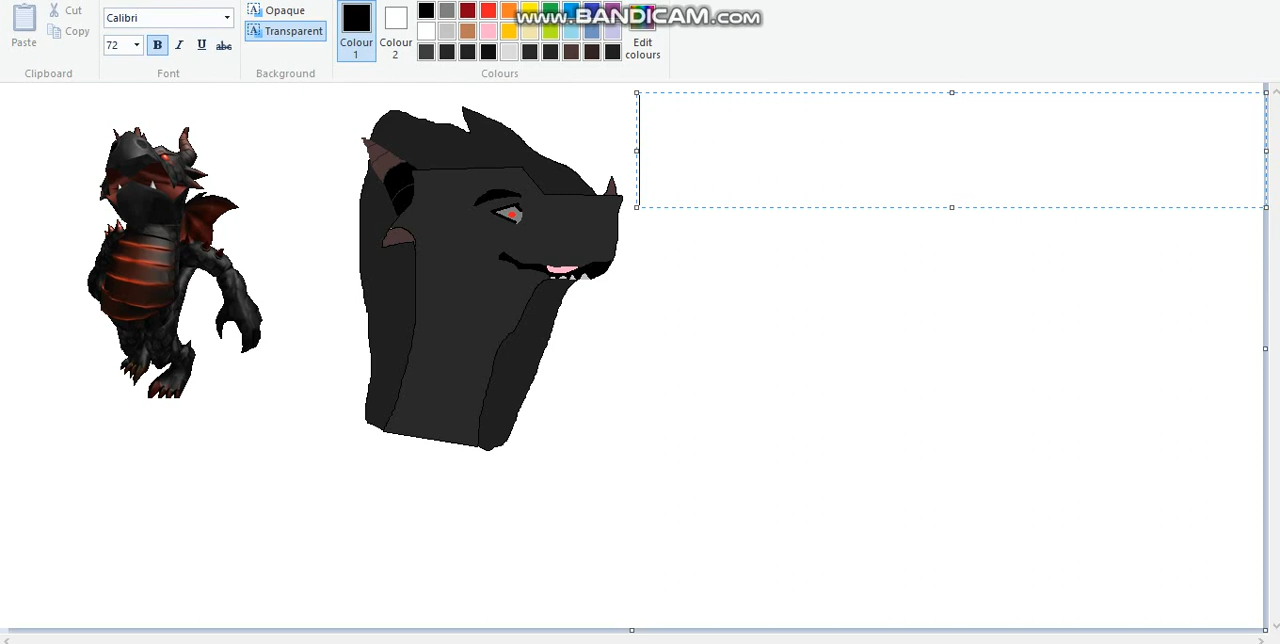 www.BANDICAM.com
Cut
Copy
Paste
Clipboard
Calibri
72
B I U abc
Font
Opaque
Transparent
Background
Colour 1
Colour 2
Edit colours
Colours